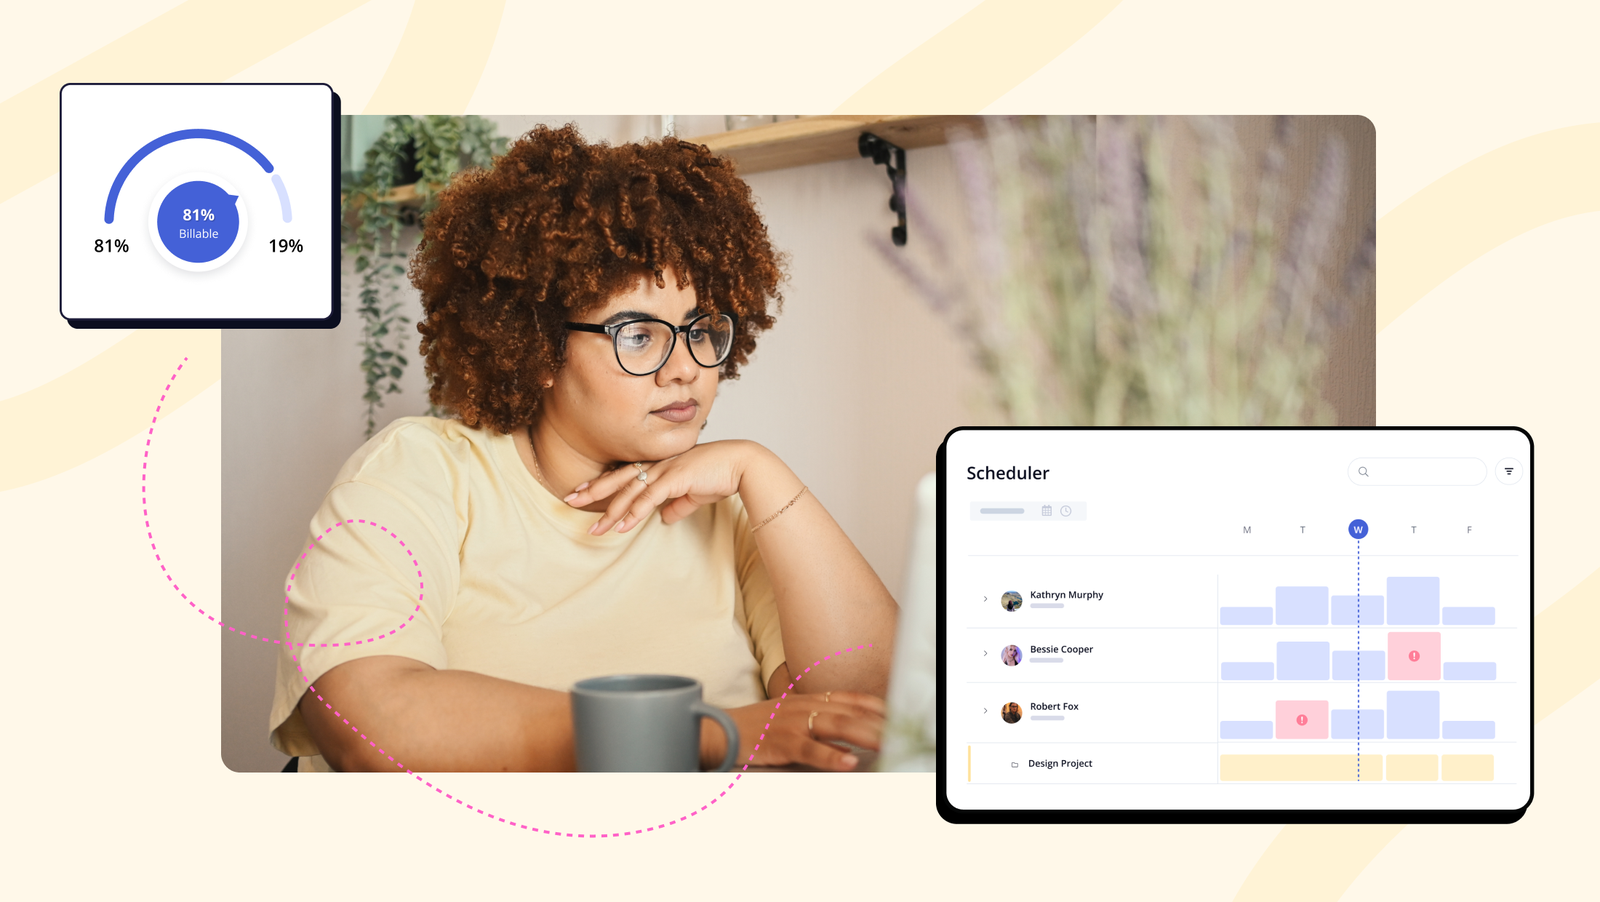 81%
Billable
81%
19%
Scheduler
M T W T F
Kathryn Murphy
Bessie Cooper
!
Robert Fox
!
Design Project